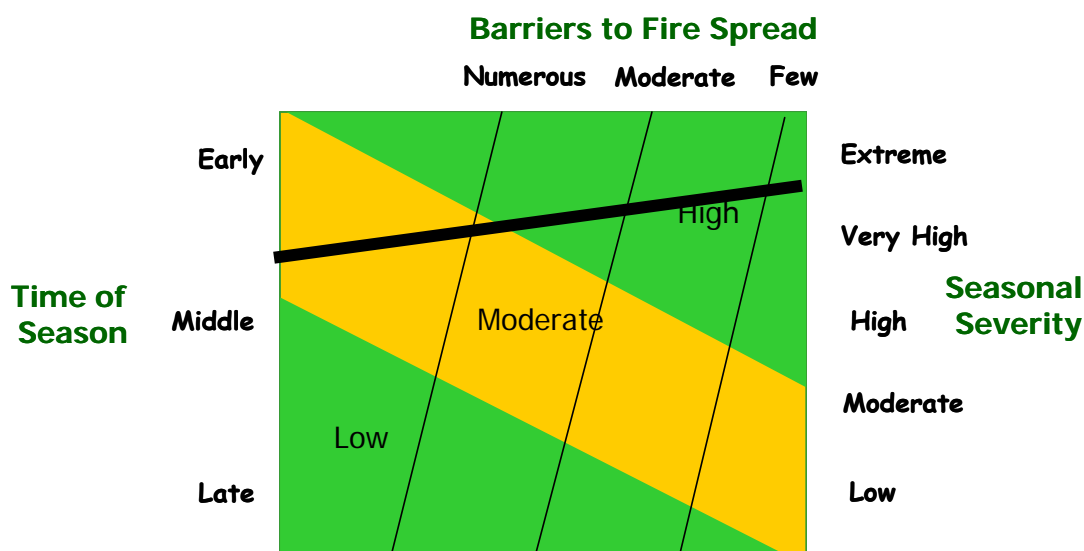 Barriers to Fire Spread
Numerous Moderate Few
Early
Extreme
High
Very High
Time of
Season
Middle
Moderate
High
Seasonal
Severity
Moderate
Low
Late
Low